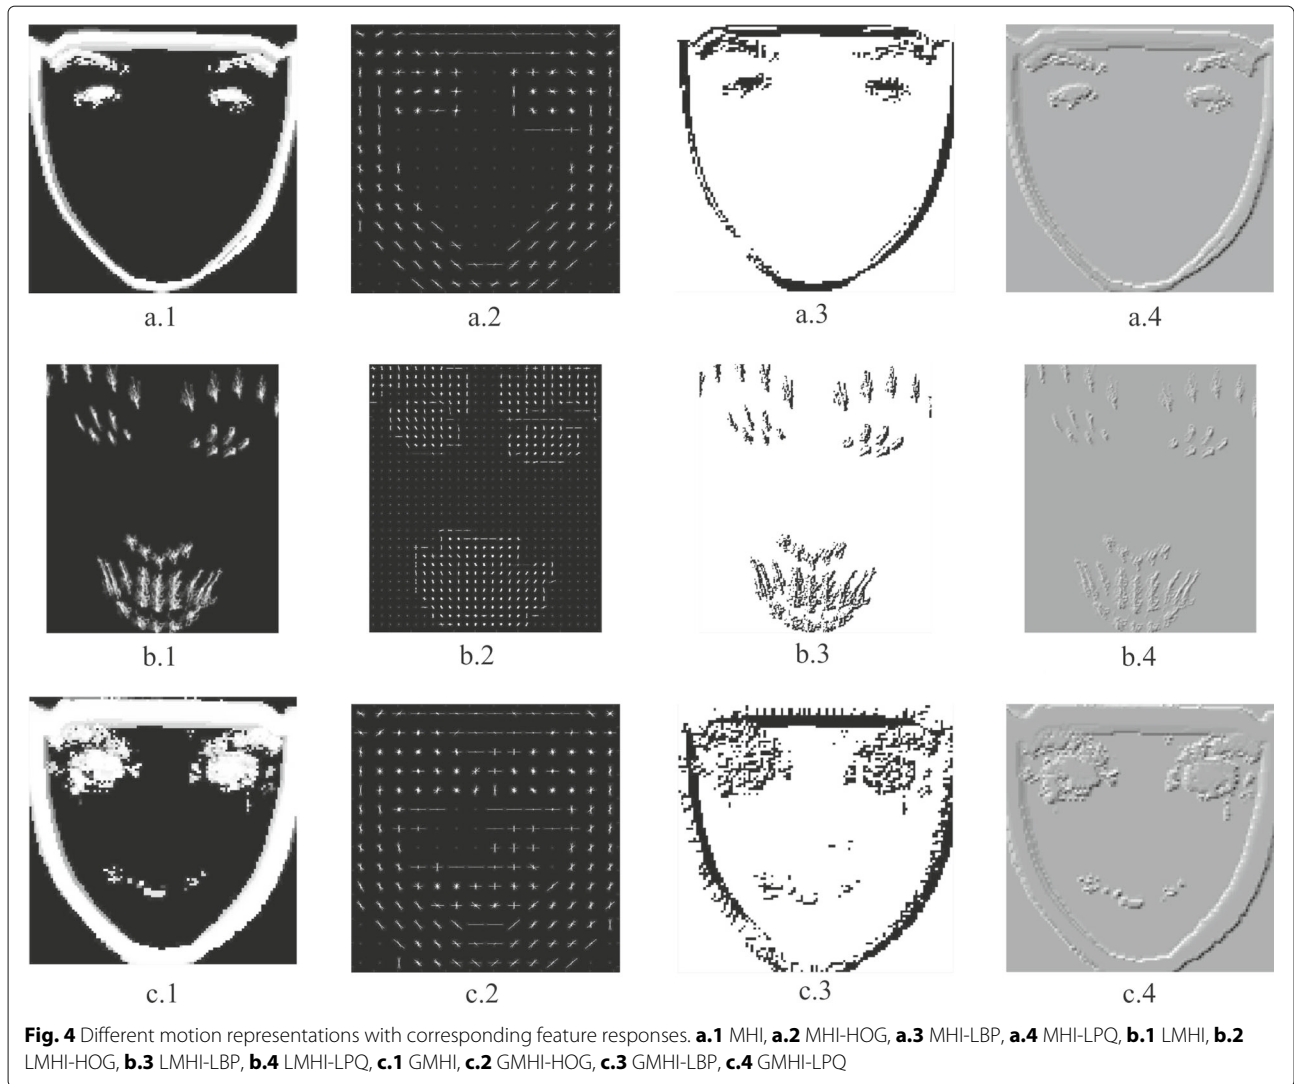 a.1 a.2 a.3 a.4
b.1 b.2 b.3 b.4
c.1 c.2 c.3 c.4
Fig. 4 Different motion representations with corresponding feature responses. a.1 MHI, a.2 MHI-HOG, a.3 MHI-LBP, a.4 MHI-LPQ, b.1 LMHI, b.2
LMHI-HOG, b.3 LMHI-LBP, b.4 LMHI-LPQ, c.1 GMHI, c.2 GMHI-HOG, c.3 GMHI-LBP, c.4 GMHI-LPQ